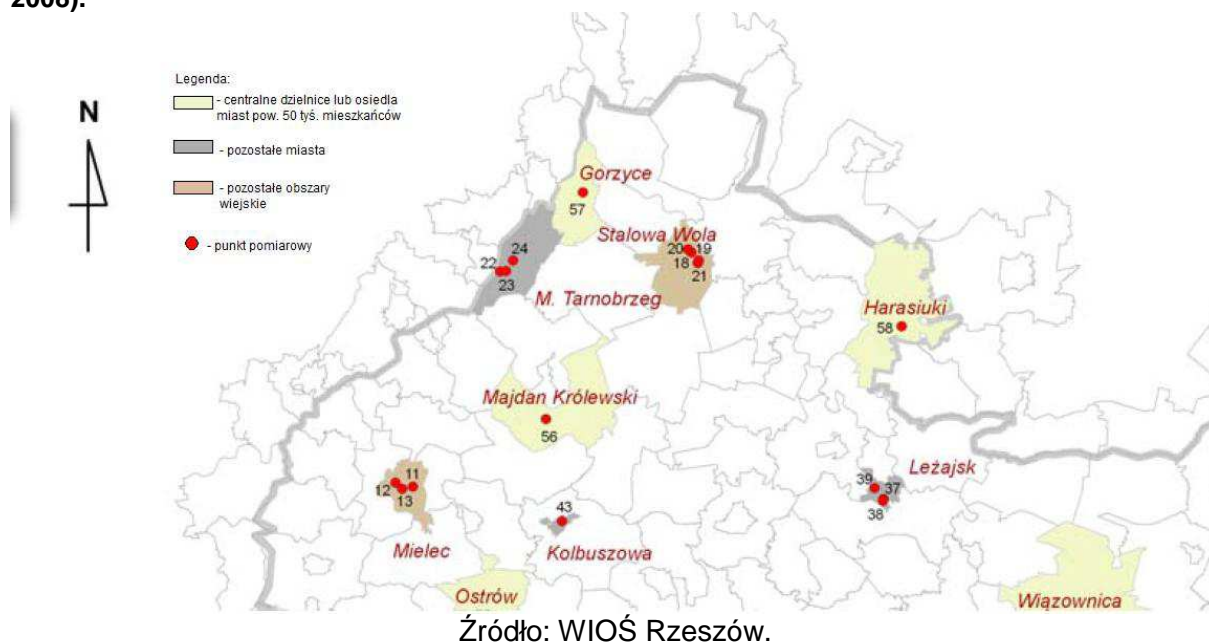 2008).
Legenda:
- centralne dzielnice lub osiedla
miast pow. 50 tyś. mieszkańców
- pozostałe miasta
- pozostałe obszary
wiejskie
- punkt pomiarowy
N
Gorzyce
57
Stalowa Wola
20 19
18
21
24
22
23
M. Tarnobrzeg
Harasiuki
58
Majdan Królewski
56
Leżajsk
39 37
38
11
12
13
43
Mielec
Kolbuszowa
Ostrów
Wiązownica
Źródło: WIOŚ Rzeszów.